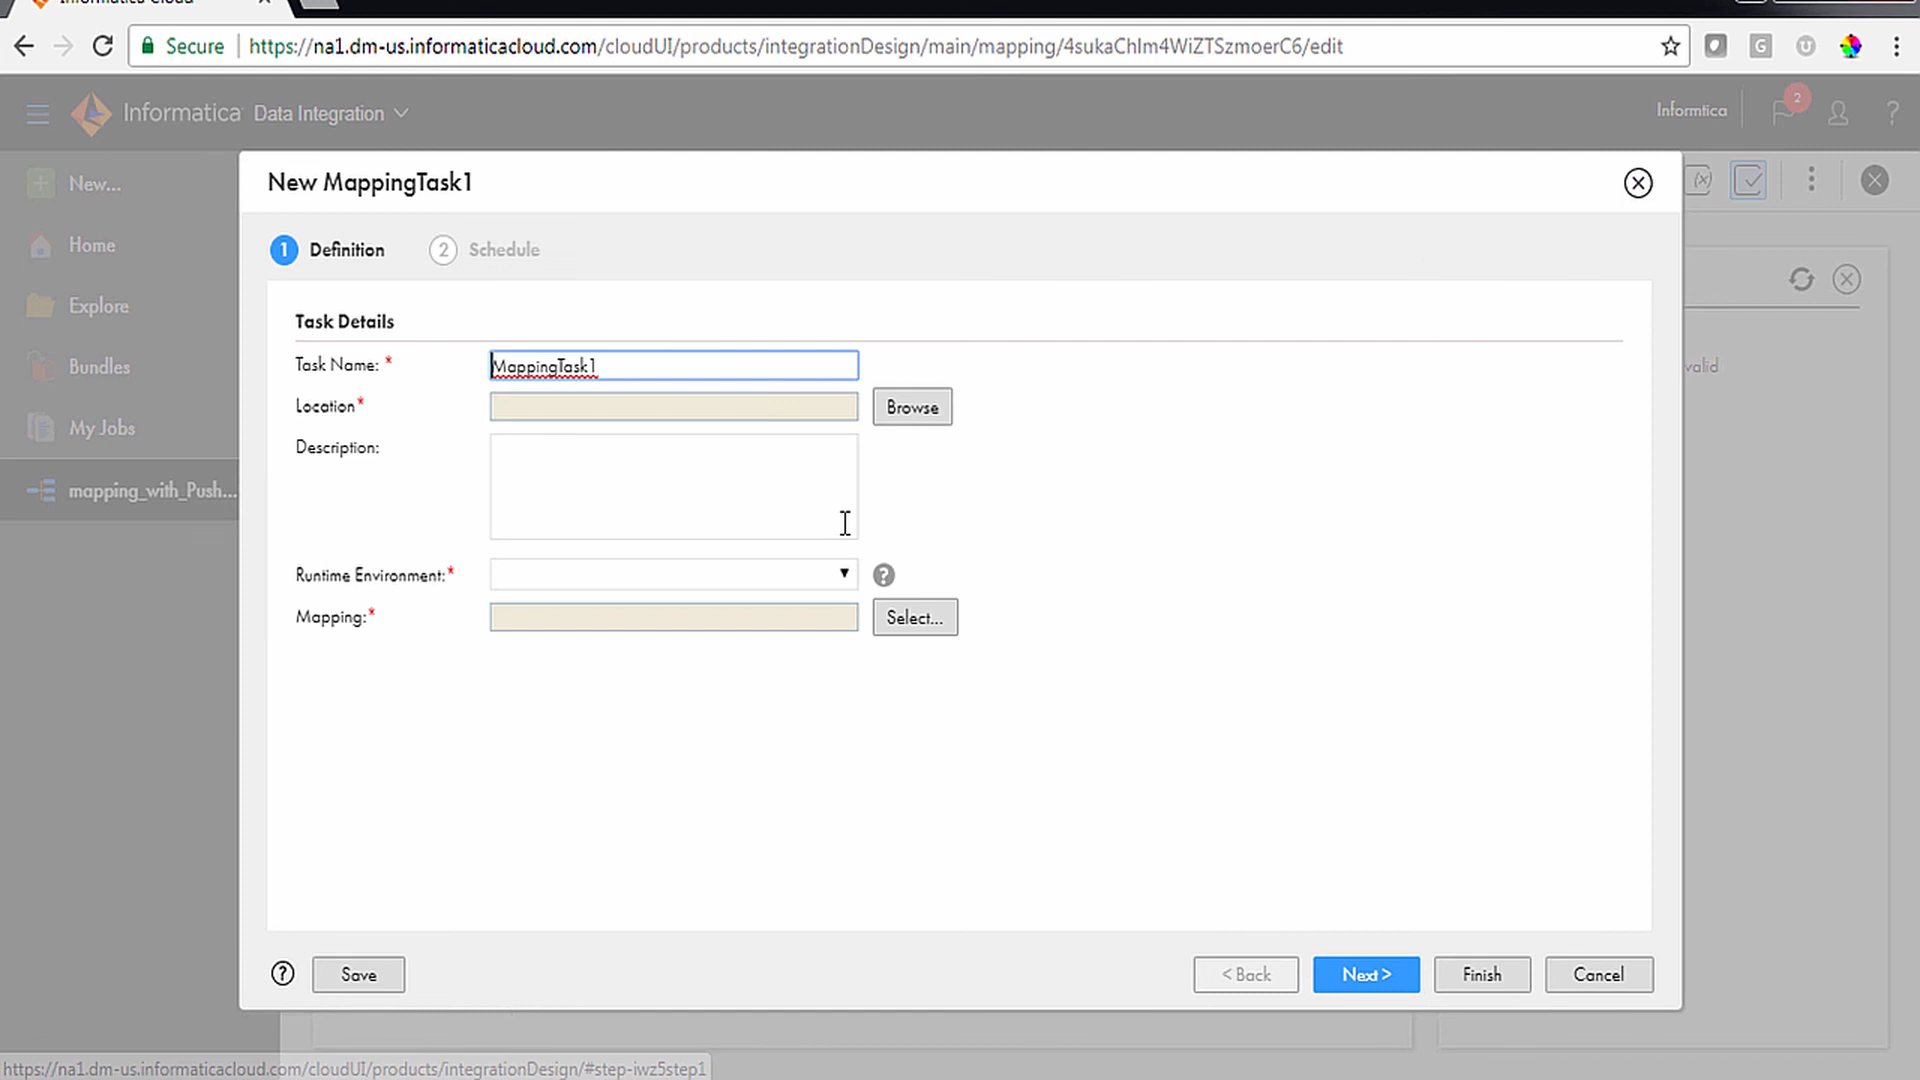 Secure https://na1.dm-us.informaticacloud.com/cloudUI/products/integrationDesign/main/mapping/4sukaChIm4WiZTSzmoerC6/edit
Informatica Data Integration
Informtica
2
New...
Home
Explore
Bundles
My Jobs
mapping_with_Push...
New MappingTask1
1 Definition
2 Schedule
Task Details
Task Name: *
MappingTask1
Location*
Browse
Description:
Runtime Environment:*
?
Mapping:*
Select...
(x)
valid
?
Save
< Back
Next >
Finish
Cancel
https://na1.dm-us.informaticacloud.com/cloudUI/products/integrationDesign/#step-iwz5step1